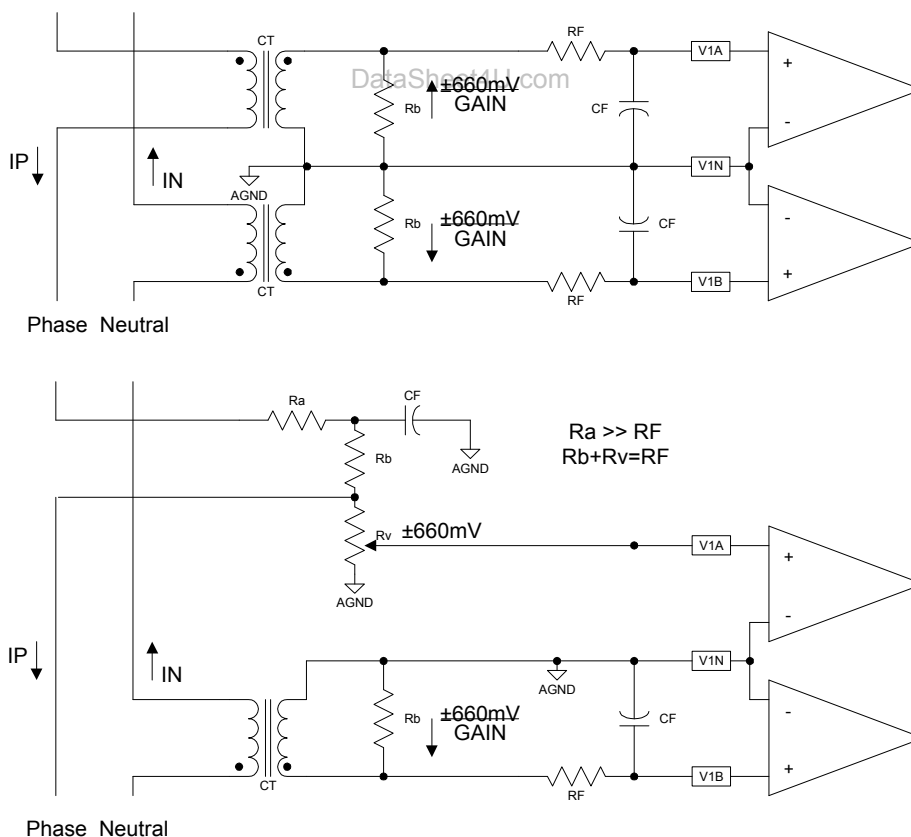 CT
RF
V1A
+
DataSheet4U.com
±660mV
GAIN
Rb
CF
-
IP
IN
AGND
V1N
Rb
±660mV
GAIN
CF
-
+
CT
RF
V1B
Phase Neutral
Ra
CF
Rb
AGND
Ra >> RF
Rb+Rv=RF
Rv
±660mV
V1A
+
AGND
-
IP
IN
V1N
AGND
Rb
±660mV
GAIN
CF
-
+
CT
RF
V1B
Phase Neutral